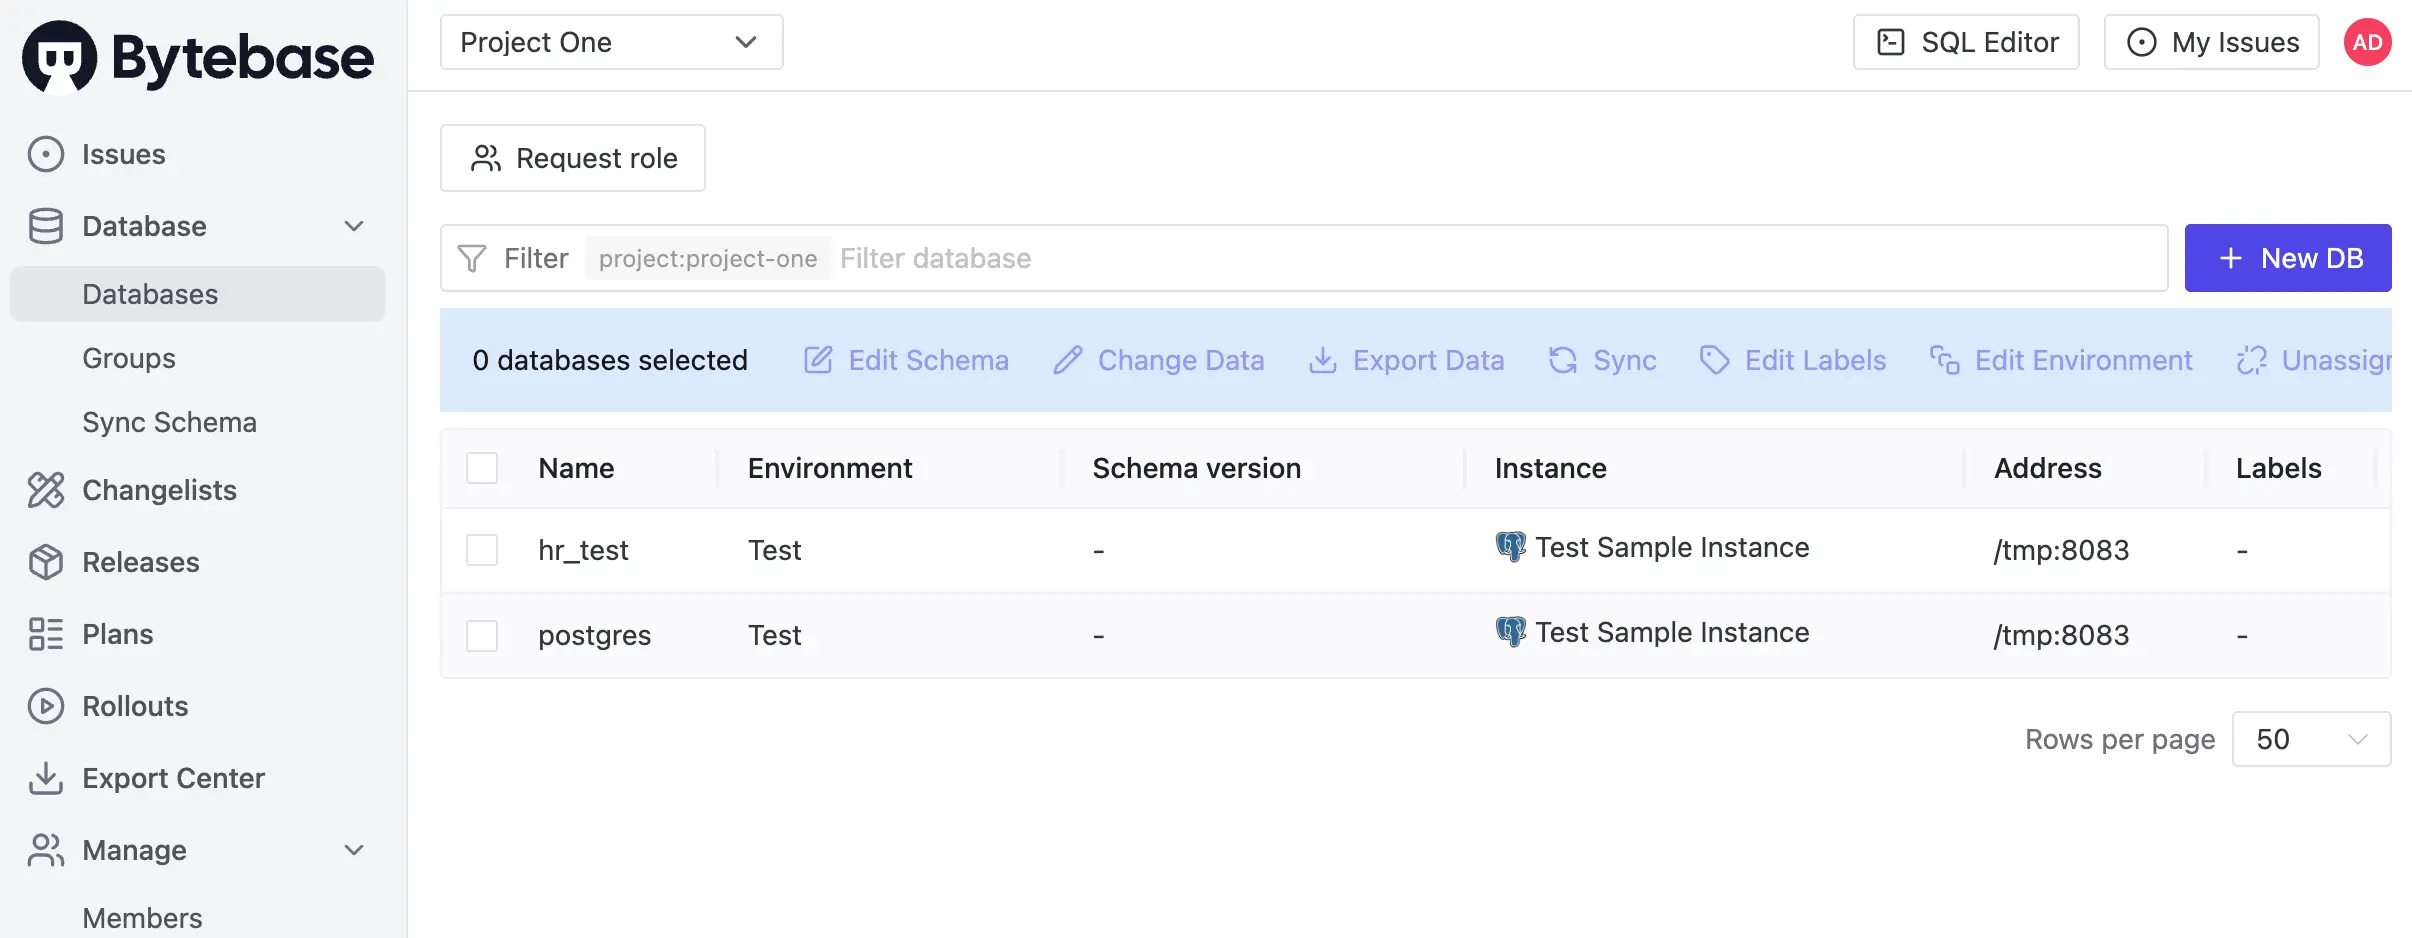 Bytebase
Project One
SQL Editor
My Issues
AD
Issues
Database
Databases
Groups
Sync Schema
Changelists
Releases
Plans
Rollouts
Export Center
Manage
Members
Request role
Filter project:project-one Filter database
+ New DB
0 databases selected Edit Schema Change Data Export Data Sync Edit Labels Edit Environment
Name Environment Schema version Instance Address Labels
hr_test Test - Test Sample Instance /tmp:8083 -
postgres Test - Test Sample Instance /tmp:8083 -
Rows per page 50